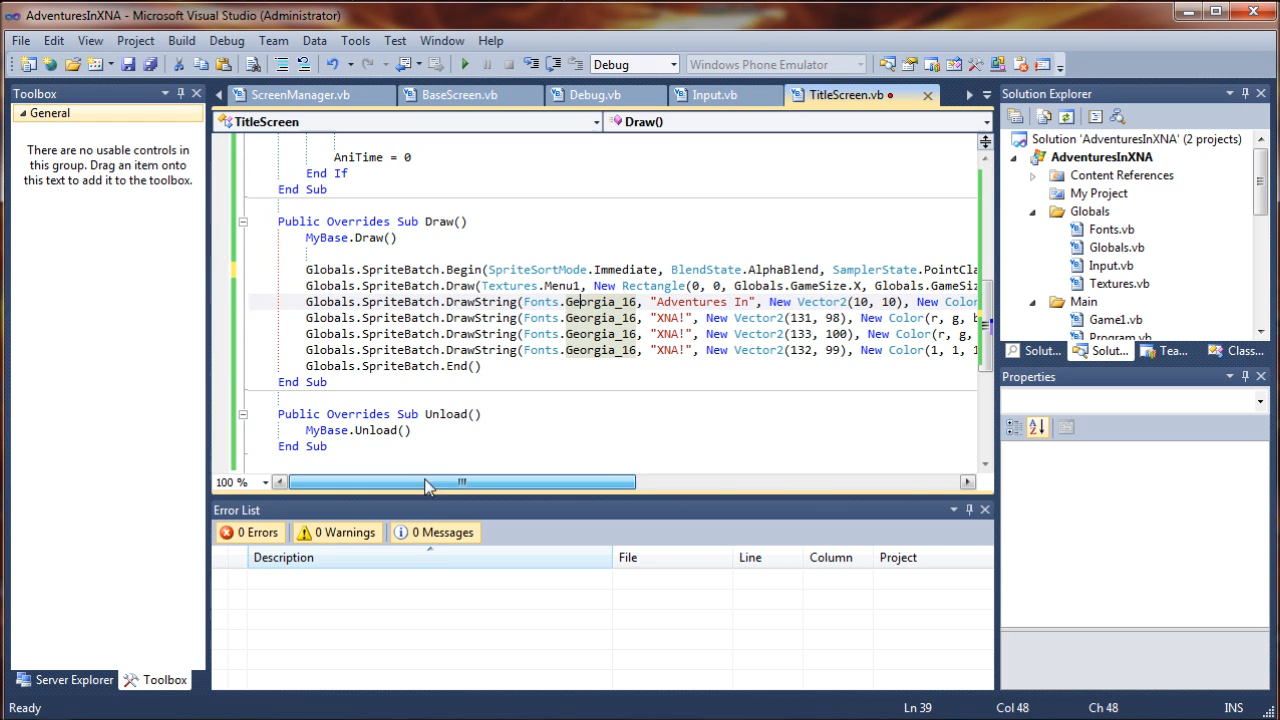 AdventuresInXNA - Microsoft Visual Studio (Administrator)
File Edit View Project Build Debug Team Data Tools Test Window Help
Debug Windows Phone Emulator
Toolbox
General
There are no usable controls in
this group. Drag an item onto
this text to add it to the toolbox.
Server Explorer Toolbox
ScreenManager.vb BaseScreen.vb Debug.vb Input.vb TitleScreen.vb
TitleScreen Draw()
AniTime = 0
End If
End Sub
Public Overrides Sub Draw()
MyBase.Draw()
Globals.SpriteBatch.Begin(SpriteSortMode.Immediate, BlendState.AlphaBlend, SamplerState.PointCla
Globals.SpriteBatch.Draw(Textures.Menu1, New Rectangle(0, 0, Globals.GameSize.X, Globals.GameSiz
Globals.SpriteBatch.DrawString(Fonts.Georgia_16, "Adventures In", New Vector2(10, 10), New Color
Globals.SpriteBatch.DrawString(Fonts.Georgia_16, "XNA!", New Vector2(131, 98), New Color(r, g, b
Globals.SpriteBatch.DrawString(Fonts.Georgia_16, "XNA!", New Vector2(133, 100), New Color(r, g,
Globals.SpriteBatch.DrawString(Fonts.Georgia_16, "XNA!", New Vector2(132, 99), New Color(1, 1, 1
Globals.SpriteBatch.End()
End Sub
Public Overrides Sub Unload()
MyBase.Unload()
End Sub
100 %
Error List
0 Errors 0 Warnings 0 Messages
Description File Line Column Project
Solution Explorer
Solution 'AdventuresInXNA' (2 projects)
AdventuresInXNA
Content References
My Project
Globals
Fonts.vb
Globals.vb
Input.vb
Textures.vb
Main
Game1.vb
Program.vb
Solut... Solut... Tea... Class...
Properties
Ready Ln 39 Col 48 Ch 48 INS